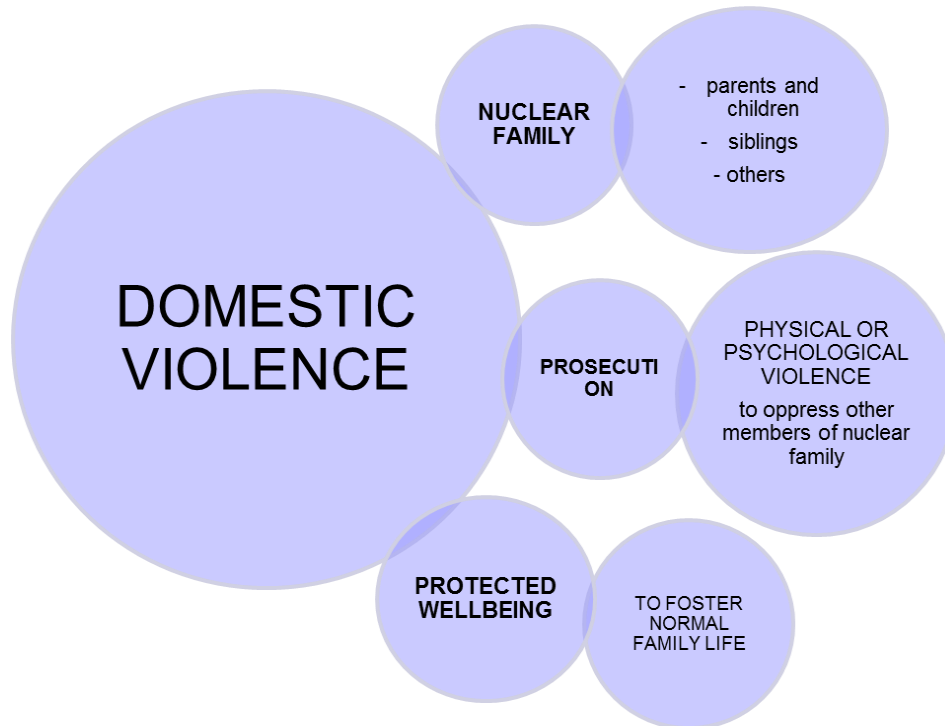 DOMESTIC
VIOLENCE
NUCLEAR
FAMILY
- parents and
children
- siblings
- others
PROSECUTI
ON
PHYSICAL OR
PSYCHOLOGICAL
VIOLENCE
to oppress other
members of nuclear
family
PROTECTED
WELLBEING
TO FOSTER
NORMAL
FAMILY LIFE